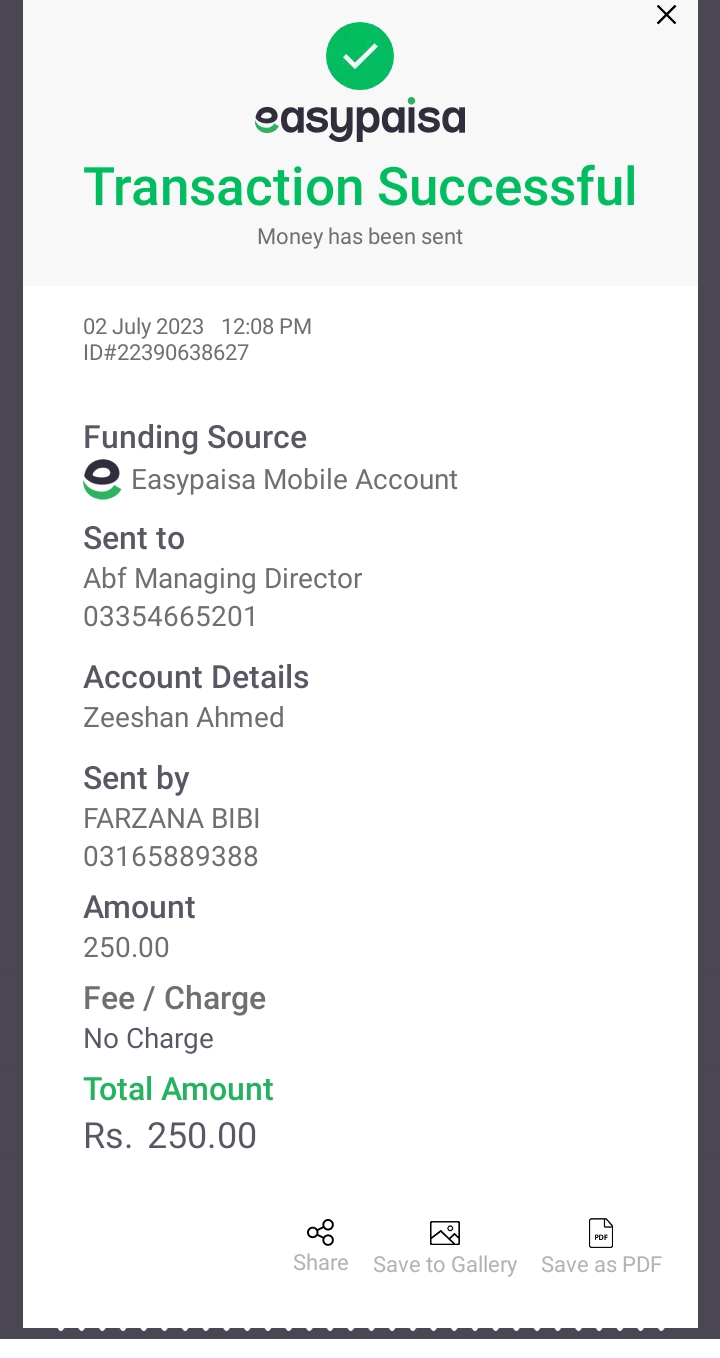 easypaisa
Transaction Successful
Money has been sent
02 July 2023 12:08 PM
ID#22390638627
Funding Source
Easypaisa Mobile Account
Sent to
Abf Managing Director
03354665201
Account Details
Zeeshan Ahmed
Sent by
FARZANA BIBI
03165889388
Amount
250.00
Fee / Charge
No Charge
Total Amount
Rs. 250.00
PDF
Share Save to Gallery Save as PDF